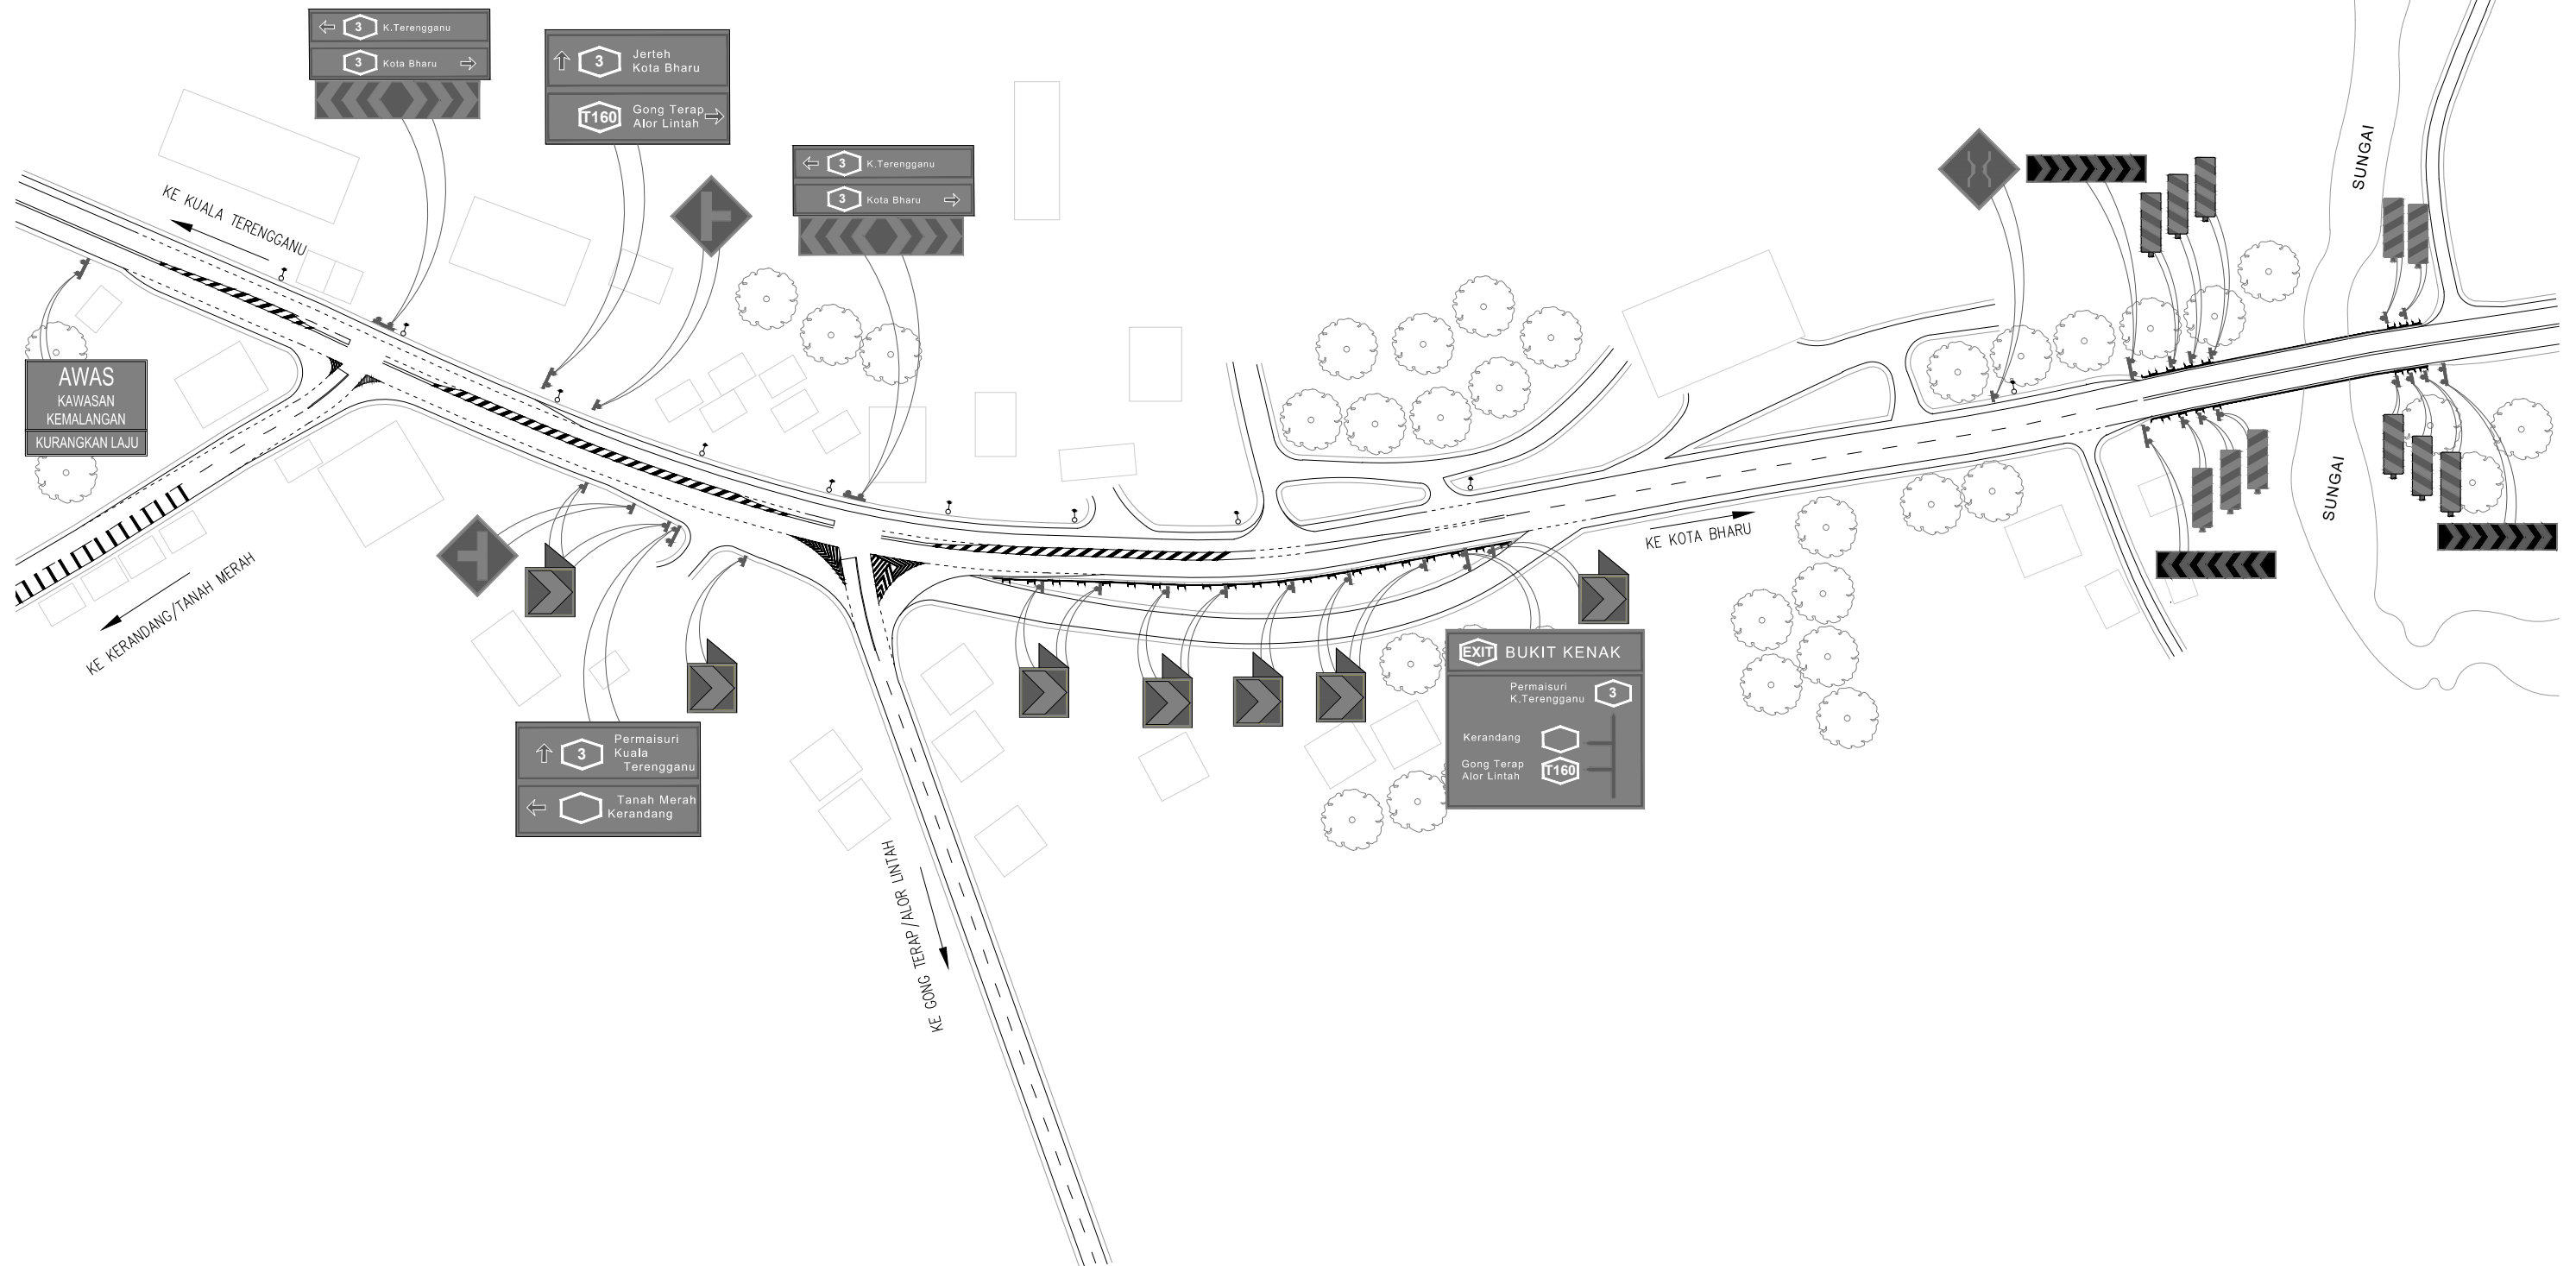 3 K.Terengganu
3 Kota Bharu
3 Jerteh
Kota Bharu
T160 Gong Terap
Alor Lintah
3 K.Terengganu
3 Kota Bharu
KE KUALA TERENGGANU
SUNGAI
AWAS
KAWASAN
KEMALANGAN
KURANGKAN LAJU
KE KERANDANG/TANAH MERAH
KE KOTA BHARU
SUNGAI
3 Permaisuri
Kuala
Terengganu
Tanah Merah
Kerandang
EXIT BUKIT KENAK
Permaisuri
K.Terengganu 3
Kerandang
Gong Terap
Alor Lintah T160
KE GONG TERAP/ALOR LINTAH